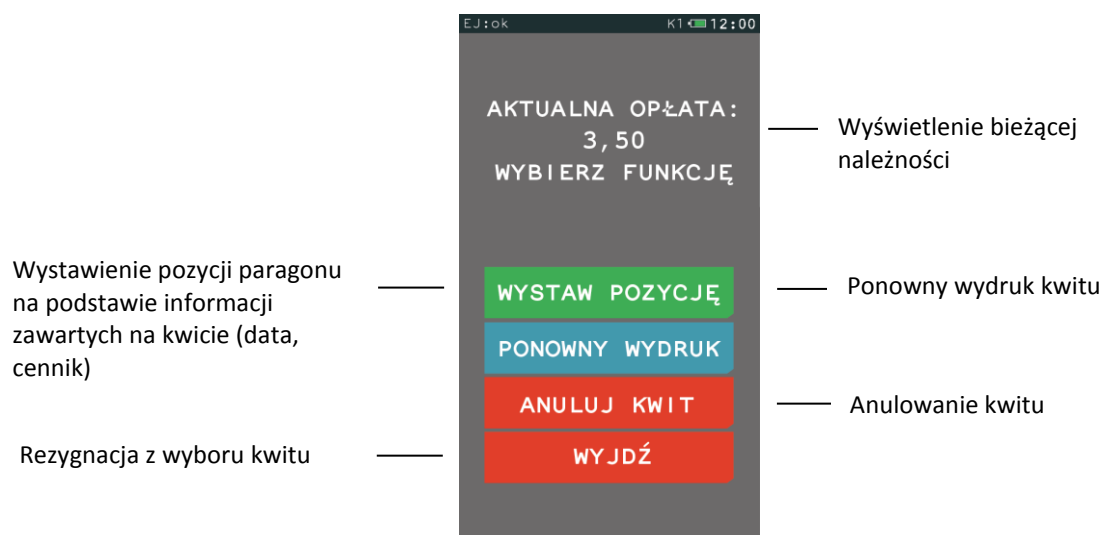 EJ:ok K1 12:00
AKTUALNA OPŁATA:
3,50
WYBIERZ FUNKCJĘ
Wyświetlenie bieżącej
należności
Wystawienie pozycji paragonu
na podstawie informacji
zawartych na kwicie (data,
cennik)
WYSTAW POZYCJĘ
Ponowny wydruk kwitu
PONOWNY WYDRUK
ANULUJ KWIT
Anulowanie kwitu
Rezygnacja z wyboru kwitu
WYJDŹ